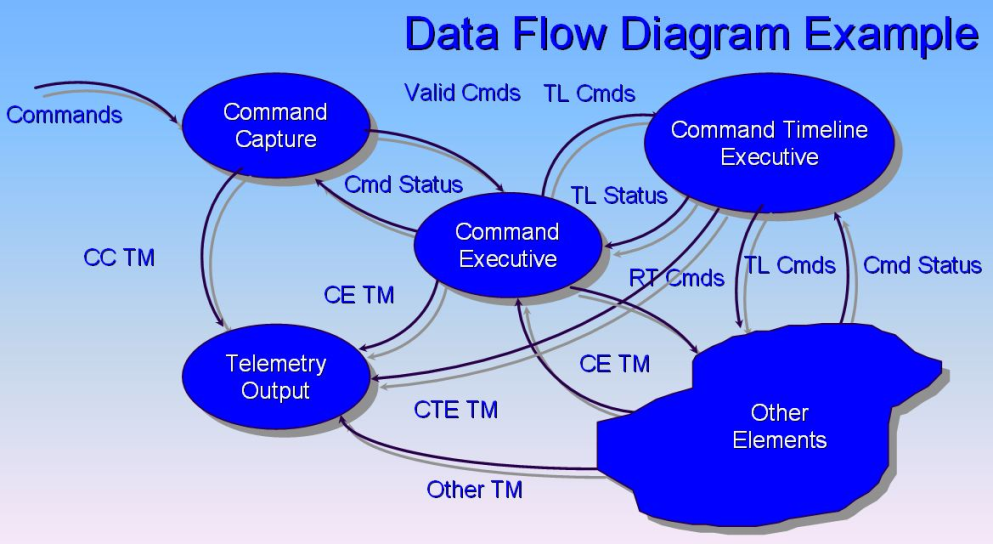 Data Flow Diagram Example
Commands
Command
Capture
Valid Cmds
TL Cmds
Command Timeline
Executive
Cmd Status
TL Status
Command
Executive
CC TM
CE TM
RT Cmds
TL Cmds
Cmd Status
Telemetry
Output
CE TM
CTE TM
Other
Elements
Other TM